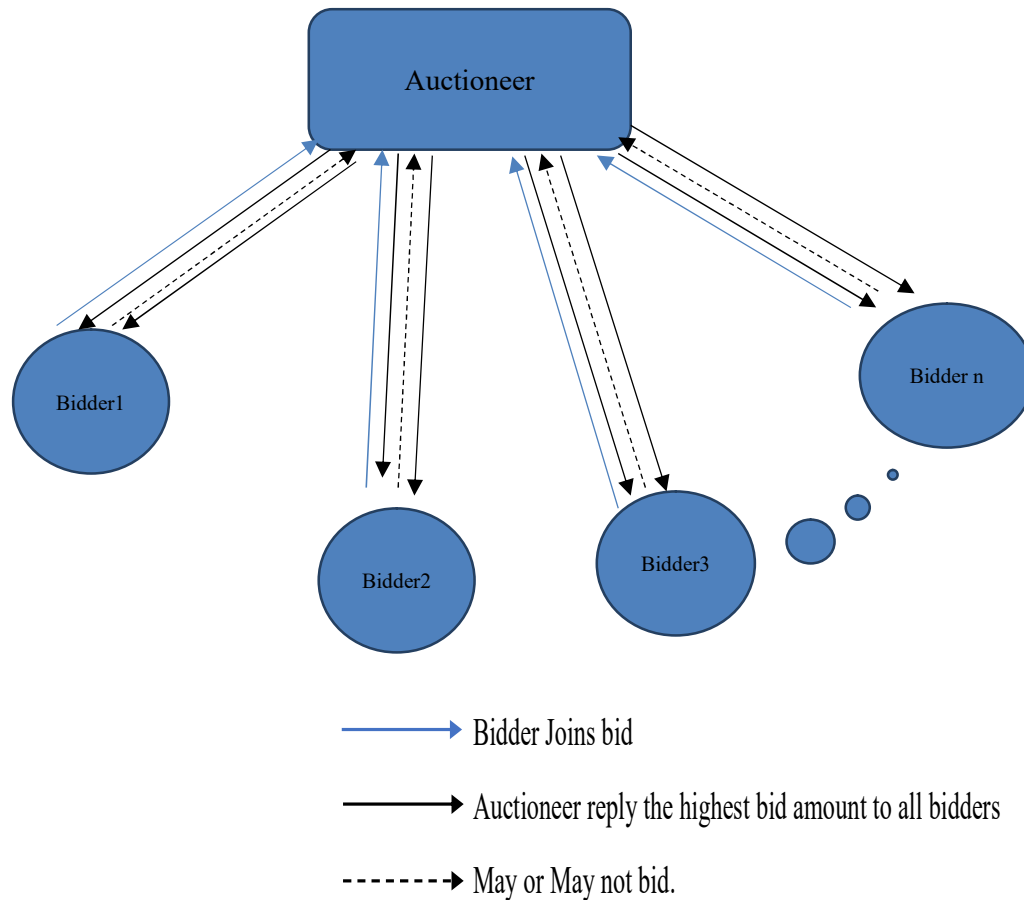 Auctioneer
Bidder1
Bidder2
Bidder3
Bidder n
Bidder Joins bid
Auctioneer reply the highest bid amount to all bidders
May or May not bid.